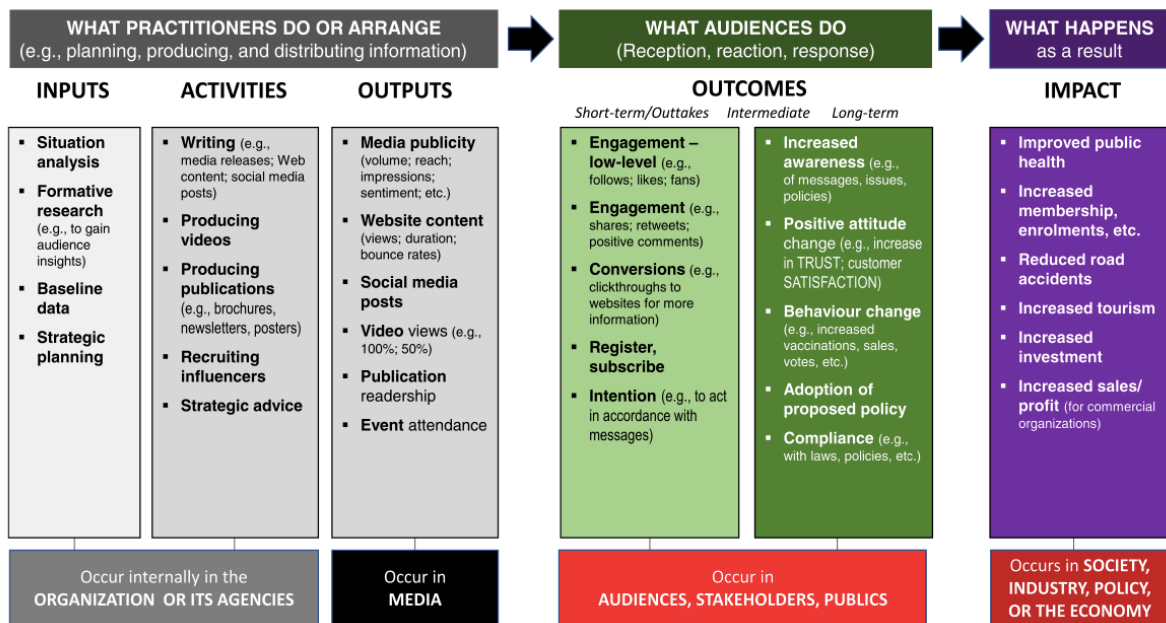 WHAT PRACTITIONERS DO OR ARRANGE
(e.g., planning, producing, and distributing information)
WHAT AUDIENCES DO
(Reception, reaction, response)
WHAT HAPPENS
as a result
INPUTS
ACTIVITIES
OUTPUTS
OUTCOMES
Short-term/Outtakes
Intermediate
Long-term
IMPACT
▪ Situation
analysis
▪ Formative
research
(e.g., to gain
audience
insights)
▪ Baseline
data
▪ Strategic
planning
▪ Writing (e.g.,
media releases; Web
content; social media
posts)
▪ Producing
videos
▪ Producing
publications
(e.g., brochures,
newsletters, posters)
▪ Recruiting
influencers
▪ Strategic advice
▪ Media publicity
(volume; reach;
impressions;
sentiment; etc.)
▪ Website content
(views; duration;
bounce rates)
▪ Social media
posts
▪ Video views (e.g.,
100%; 50%)
▪ Publication
readership
▪ Event attendance
▪ Engagement –
low-level (e.g.,
follows; likes; fans)
▪ Engagement (e.g.,
shares; retweets;
positive comments)
▪ Conversions (e.g.,
clickthroughs to
websites for more
information)
▪ Register,
subscribe
▪ Intention (e.g., to act
in accordance with
messages)
▪ Increased
awareness (e.g.,
of messages, issues,
policies)
▪ Positive attitude
change (e.g., increase
in TRUST; customer
SATISFACTION)
▪ Behaviour change
(e.g., increased
vaccinations, sales,
votes, etc.)
▪ Adoption of
proposed policy
▪ Compliance (e.g.,
with laws, policies, etc.)
▪ Improved public
health
▪ Increased
membership,
enrolments, etc.
▪ Reduced road
accidents
▪ Increased tourism
▪ Increased
investment
▪ Increased sales/
profit (for commercial
organizations)
Occur internally in the
ORGANIZATION OR ITS AGENCIES
Occur in
MEDIA
Occur in
AUDIENCES, STAKEHOLDERS, PUBLICS
Occurs in SOCIETY,
INDUSTRY, POLICY,
OR THE ECONOMY